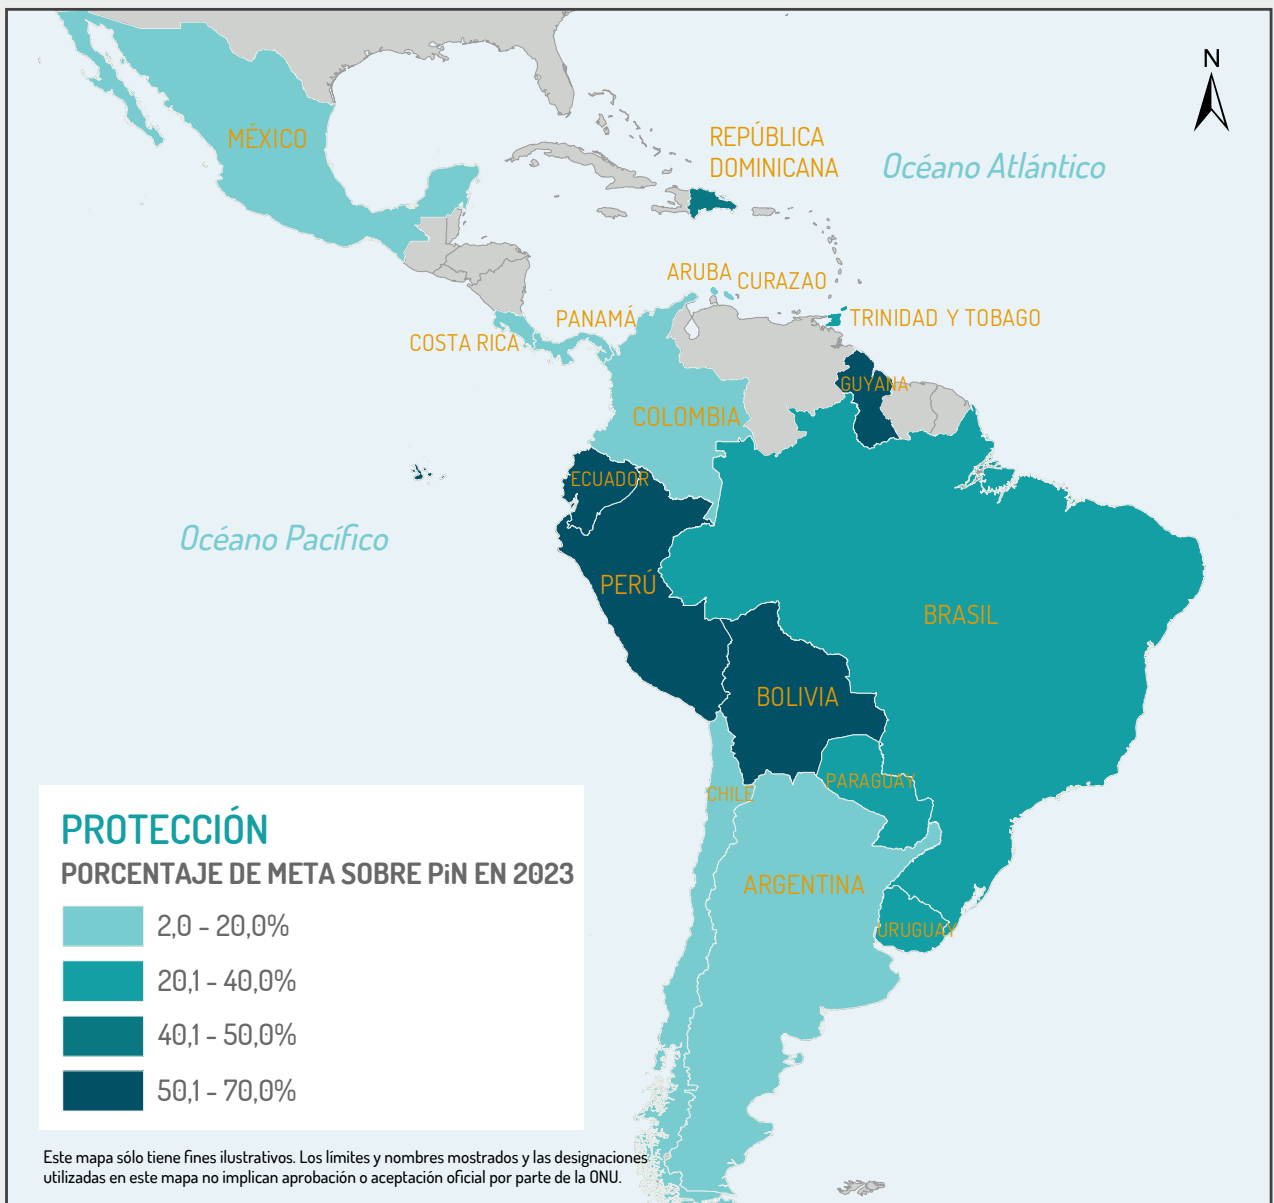 N
MÉXICO
REPÚBLICA
DOMINICANA
Océano Atlántico
ARUBA
CURAZAO
PANAMÁ
TRINIDAD Y TOBAGO
COSTA RICA
GUYANA
COLOMBIA
ECUADOR
Océano Pacífico
PERÚ
BRASIL
BOLIVIA
PARAGUAY
CHILE
ARGENTINA
URUGUAY
PROTECCIÓN
PORCENTAJE DE META SOBRE PiN EN 2023
2,0 - 20,0%
20,1 - 40,0%
40,1 - 50,0%
50,1 - 70,0%
Este mapa sólo tiene fines ilustrativos. Los límites y nombres mostrados y las designaciones
utilizadas en este mapa no implican aprobación o aceptación oficial por parte de la ONU.